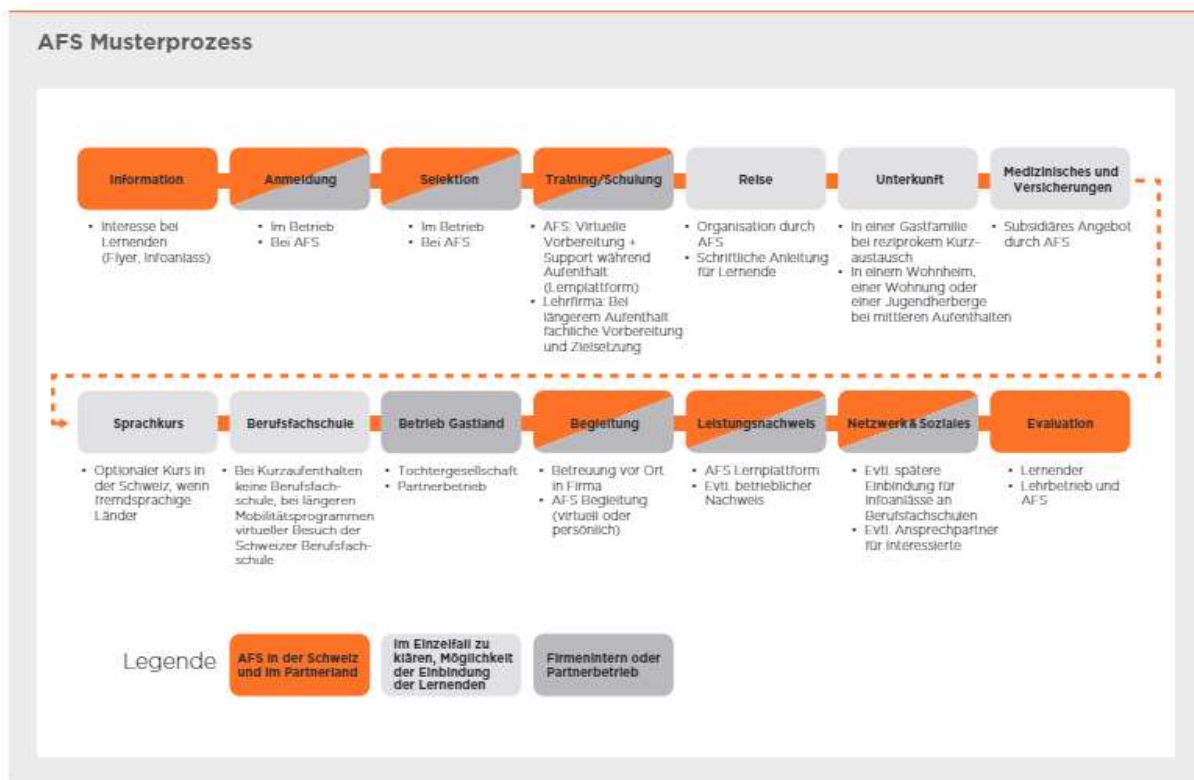 AFS Musterprozess
Information
Anmeldung
Selektion
Training/Schulung
Reise
Unterkunft
Medizinisches und
Versicherungen
• Interesse bei
Lernenden
(Flyer, Infoanlass)
• Im Betrieb
• Bei AFS
• Im Betrieb
• Bei AFS
• AFS: Virtuelle
Vorbereitung +
Support während
Aufenthalt
(Lernplattform)
• Lehrfirma: Bei
längerem Aufenthalt
fachliche Vorbereitung
und Zielsetzung
• Organisation durch
AFS
• Schriftliche Anleitung
für Lernende
• In einer Gastfamilie
bei reziprokem Kurz-
austausch
• In einem Wohnheim,
einer Wohnung oder
einer Jugendherberge
bei mittleren Aufenthalten
• Subsidiäres Angebot
durch AFS
Sprachkurs
Berufsfachschule
Betrieb Gastland
Begleitung
Leistungsnachweis
Netzwerk & Soziales
Evaluation
• Optionaler Kurs in
der Schweiz, wenn
fremdsprachige
Länder
• Bei Kurzaufenthalten
keine Berufsfach-
schule, bei längeren
Mobilitätsprogrammen
virtueller Besuch der
Schweizer Berufsfach-
schule
• Tochtergesellschaft
• Partnerbetrieb
• Betreuung vor Ort
in Firma
• AFS Begleitung
(virtuell oder
persönlich)
• AFS Lernplattform
• Evtl. betrieblicher
Nachweis
• Evtl. spätere
Einbindung für
Infoanlässe an
Berufsfachschulen
• Evtl. Ansprechpartner
für Interessierte
• Lernender
• Lehrbetrieb und
AFS
Legende
AFS in der Schweiz
und im Partnerland
Im Einzelfall zu
klären, Möglichkeit
der Einbindung
der Lernenden
Firmenintern oder
Partnerbetrieb